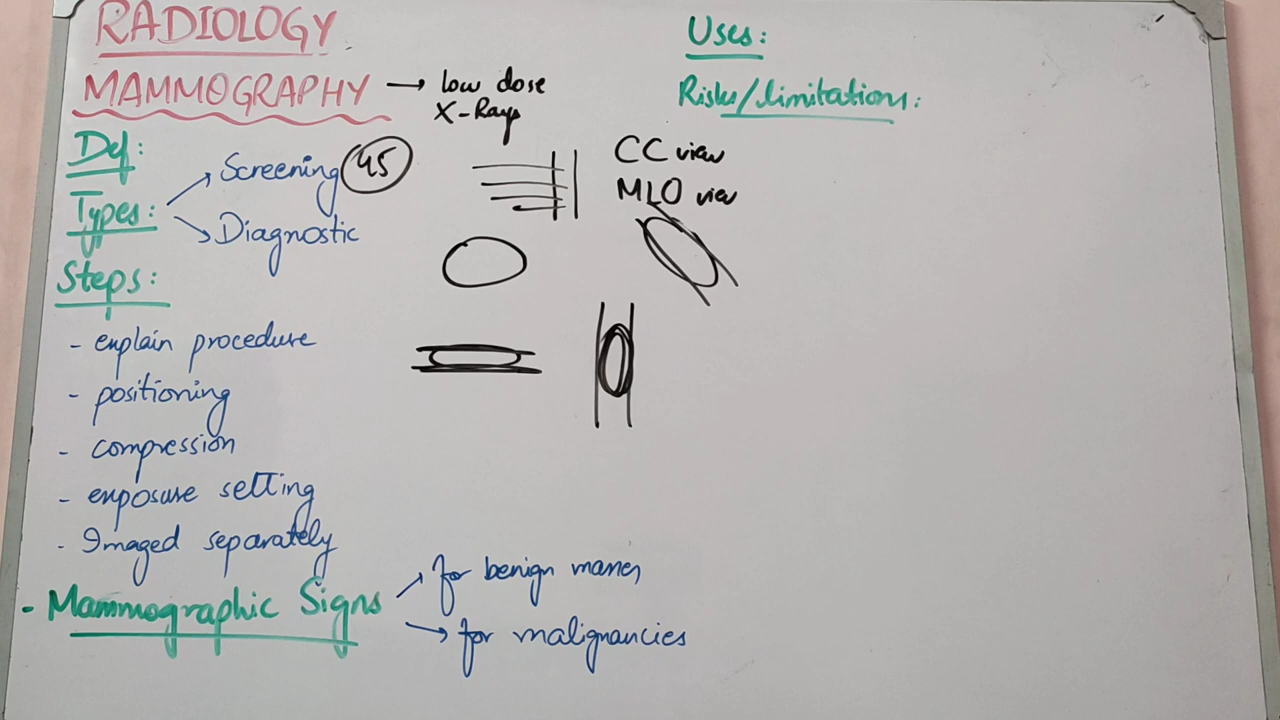 RADIOLOGY
MAMMOGRAPHY → low dose
X-Rays
Def:
Types:
Screening 45
Diagnostic
Steps:
- explain procedure
- positioning
- compression
- exposure setting
- Imaged separately
- Mammographic Signs
for benign masses
for malignancies
CC view
MLO view
Uses:
Risks/limitations: